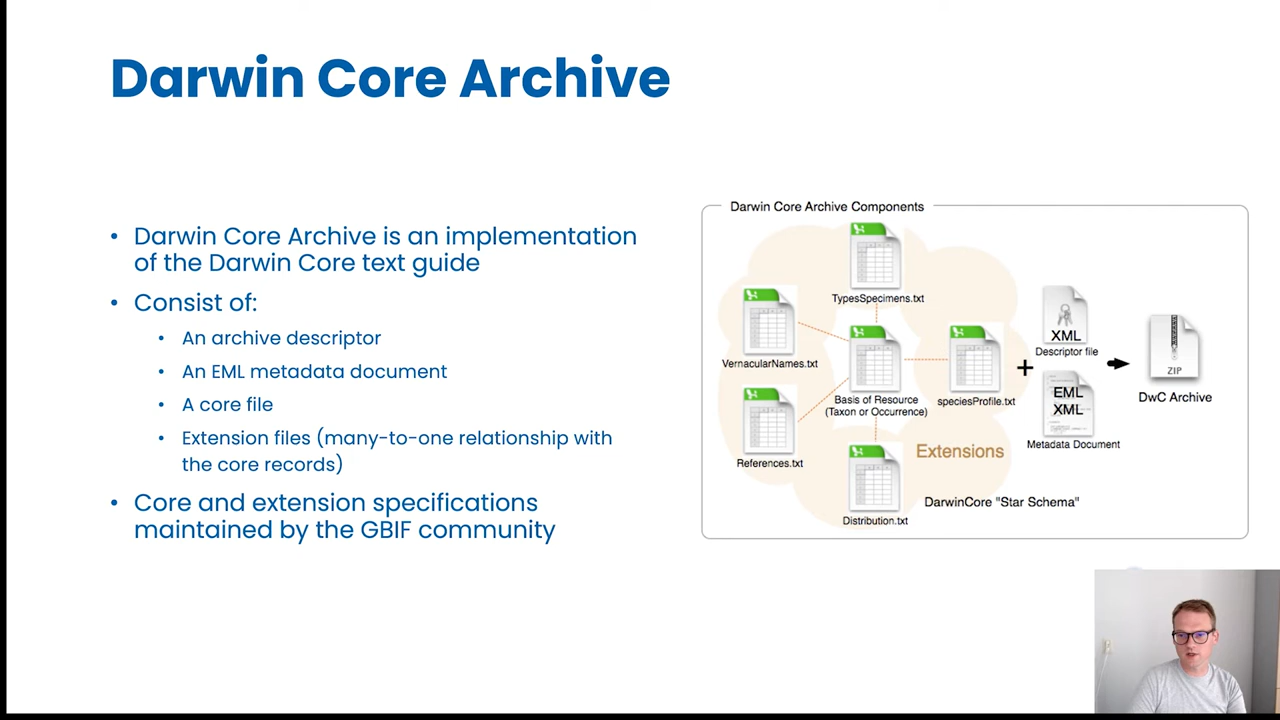 Darwin Core Archive
• Darwin Core Archive is an implementation
of the Darwin Core text guide
• Consist of:
• An archive descriptor
• An EML metadata document
• A core file
• Extension files (many-to-one relationship with
the core records)
• Core and extension specifications
maintained by the GBIF community
Darwin Core Archive Components
TypesSpecimens.txt
VernacularNames.txt
Basis of Resource
(Taxon or Occurrence)
speciesProfile.txt
References.txt
Distribution.txt
Extensions
DarwinCore "Star Schema"
+
XML
Descriptor file
EML
XML
Metadata Document
ZIP
DwC Archive